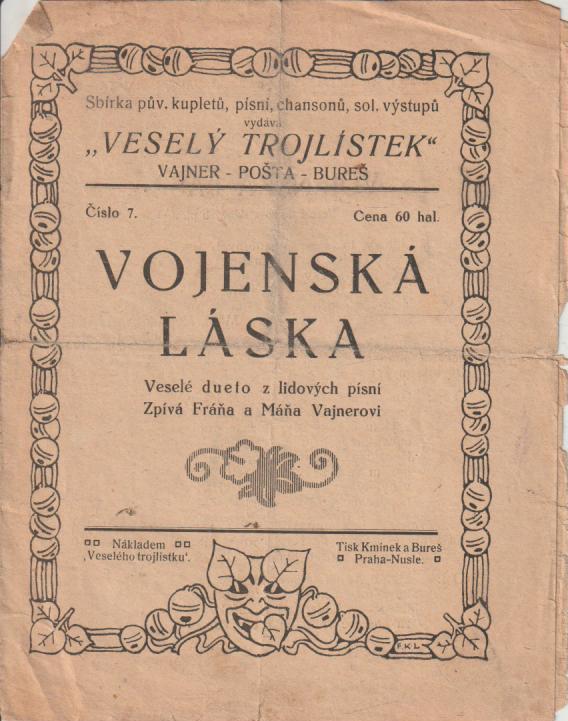 Sbírka pův. kupletů, písní, chansonů, sol. výstupů
vydává
„VESELÝ TROJLÍSTEK“
VAJNER - POŠTA - BUREŠ
Číslo 7.
Cena 60 hal.
VOJENSKÁ
LÁSKA
Veselé dueto z lidových písní
Zpívá Fráňa a Máňa Vajnerovi
Nákladem
‚Veselého trojlístku‘.
Tisk Kminek a Bureš
Praha-Nusle.
F.K.L.